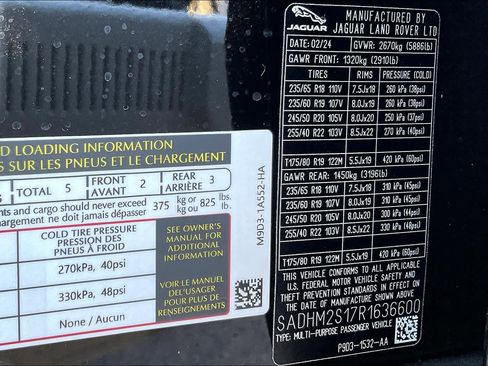 D LOADING INFORMATION
S SUR LES PNEUS ET LE CHARGEMENT
TOTAL 5
FRONT AVANT 2
REAR ARRIÈRE 3
nts and cargo should never exceed
rgement ne doit jamais dépasser
375 kg or ou 825 lbs. lb.
COLD TIRE PRESSURE
PRESSION DES
PNEUS À FROID
270kPa, 40psi
330kPa, 48psi
None / Aucun
SEE OWNER'S
MANUAL FOR
ADDITIONAL
INFORMATION
VOIR LE MANUEL
DE L'USAGER
POUR PLUS DE
RENSEIGNEMENTS
M9D3-1A552-HA
JAGUAR
JAGUAR LAND ROVER LTD
DATE: 02/24 GVWR: 2670kg (5886lb)
GAWR FRONT: 1320kg (2910lb)
TIRES RIMS PRESSURE (COLD)
235/65 R18 110V 7.5Jx18 260 kPa (38psi)
235/60 R19 107V 8.0Jx19 260 kPa (38psi)
245/50 R20 105V 8.0Jx20 250 kPa (37psi)
255/40 R22 103V 8.5Jx22 270 kPa (40psi)
T175/80 R19 122M 5.5Jx19 420 kPa (60psi)
GAWR REAR: 1450kg (3196lb)
235/65 R18 110V 7.5Jx18 310 kPa (45psi)
235/60 R19 107V 8.0Jx19 310 kPa (45psi)
245/50 R20 105V 8.0Jx20 300 kPa (44psi)
255/40 R22 103V 8.5Jx22 330 kPa (48psi)
T175/80 R19 122M 5.5Jx19 420 kPa (60psi)
THIS VEHICLE CONFORMS TO ALL APPLICABLE
U.S. FEDERAL MOTOR VEHICLE SAFETY STANDARDS
IN EFFECT ON THE DATE OF MANUFACTURE
SHOWN ABOVE.
SADHM2S17R1636600
TYPE: MULTI-PURPOSE PASSENGER VEHICLE
P9D3-1532-AA